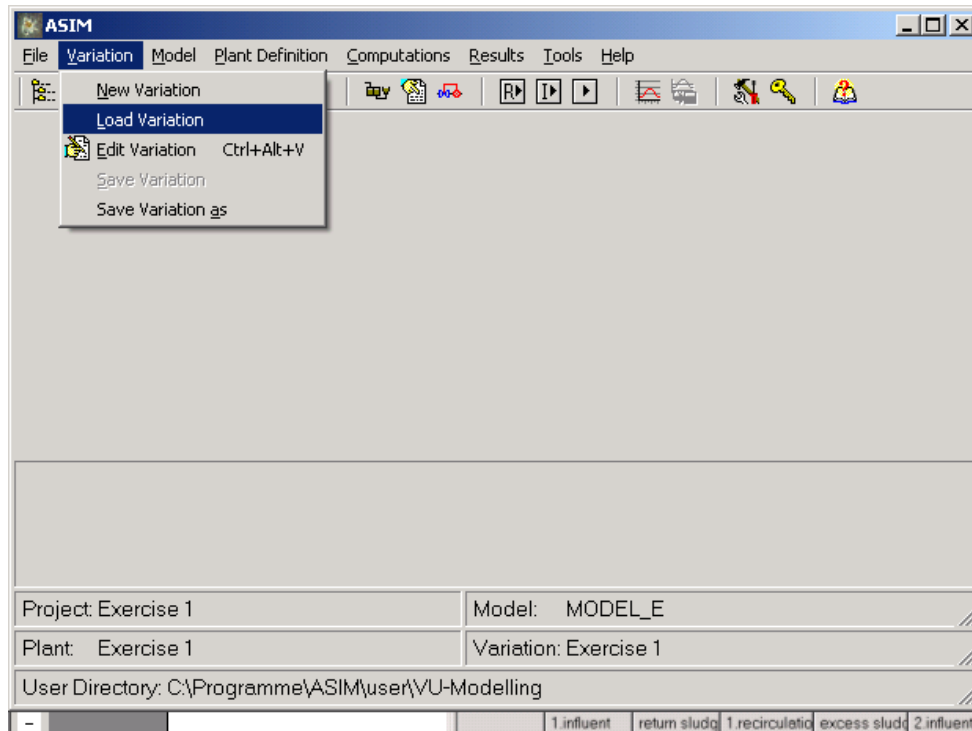 ASIM
File Variation Model Plant Definition Computations Results Tools Help
New Variation
Load Variation
Edit Variation Ctrl+Alt+V
Save Variation
Save Variation as
Project: Exercise 1 Model: MODEL_E
Plant: Exercise 1 Variation: Exercise 1
User Directory: C:\Programme\ASIM\user\VU-Modelling
1.influent return sludg 1.recirculatio excess sludg 2.influent